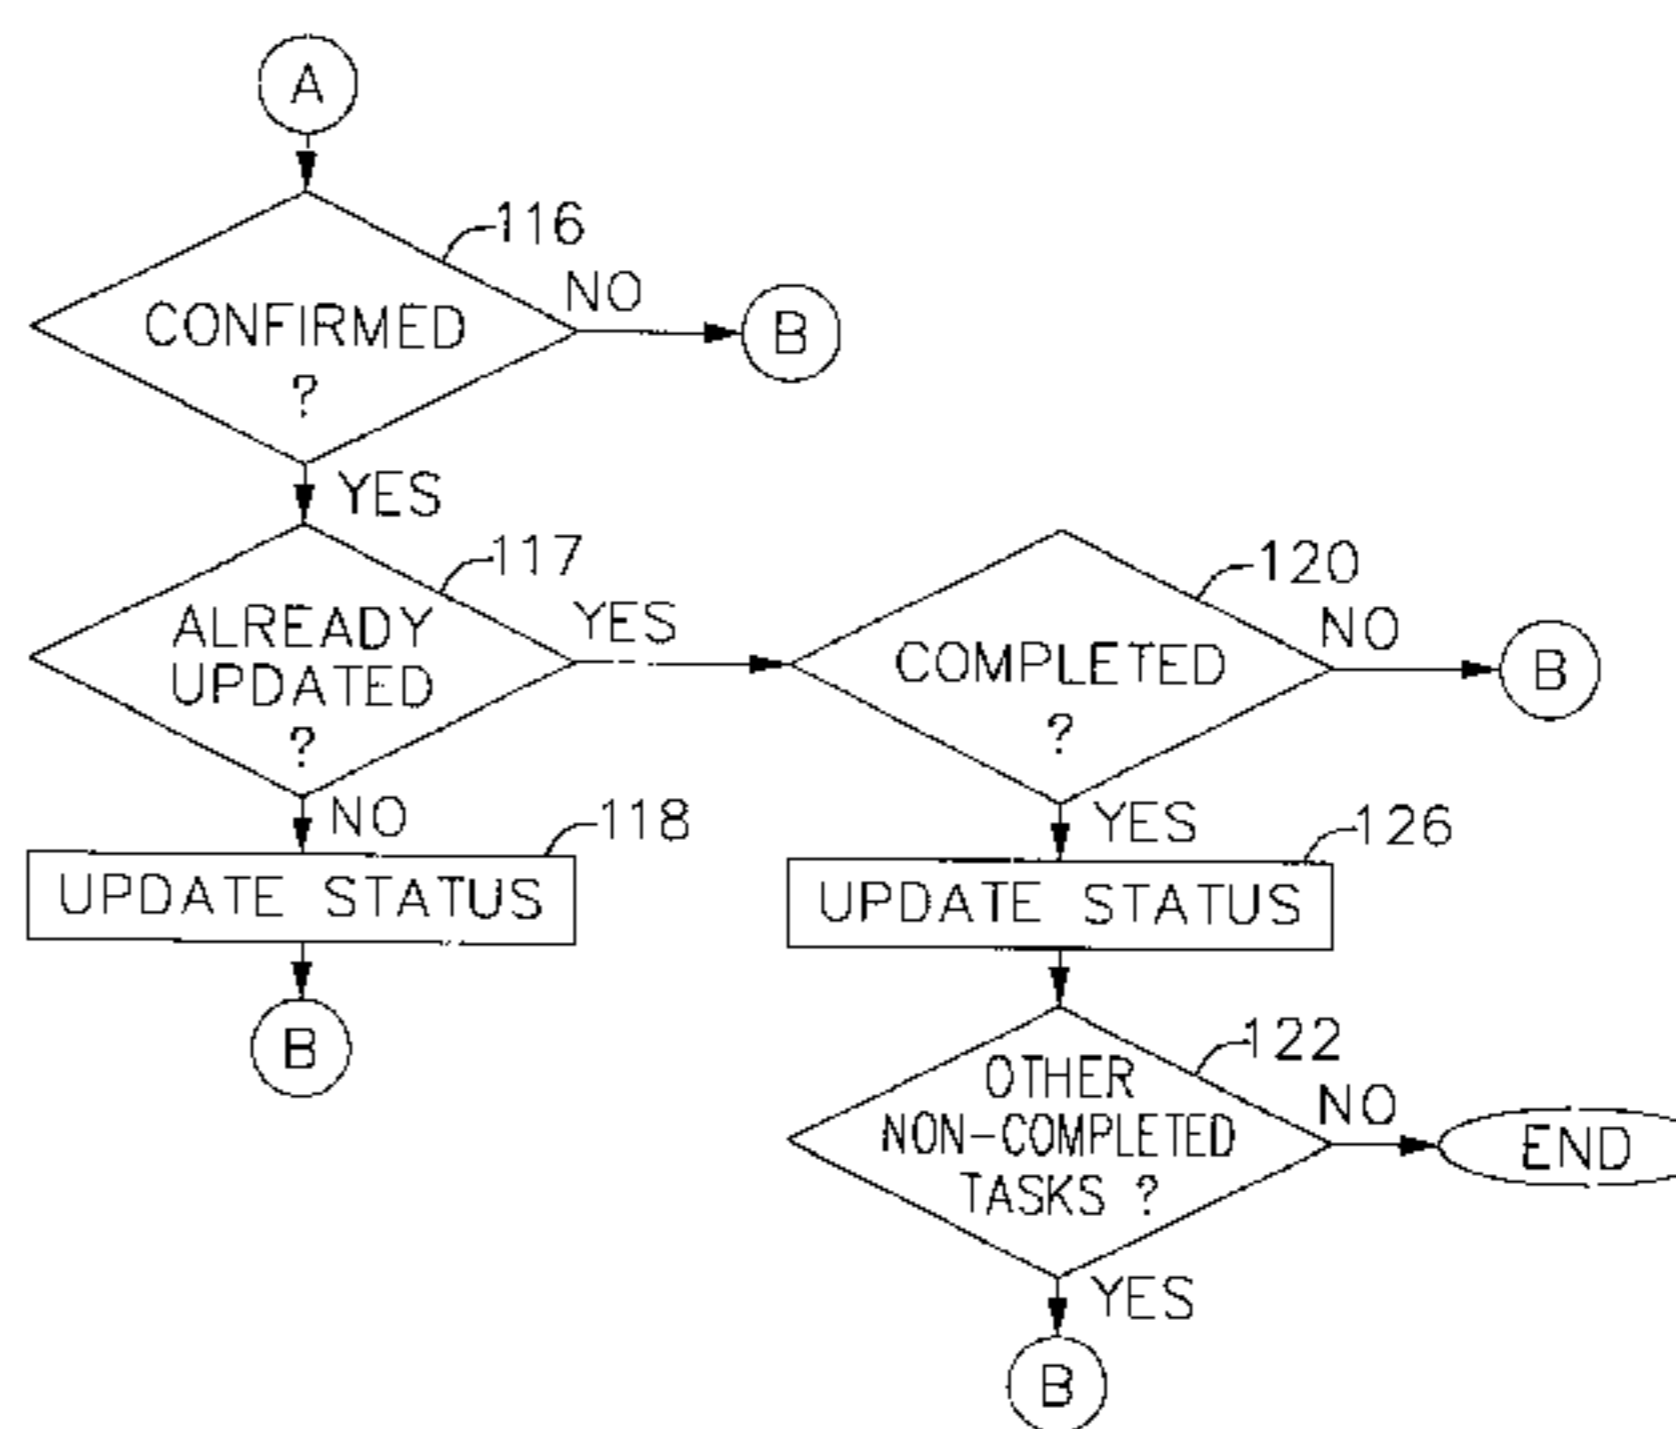 A
116
NO
CONFIRMED
?
B
YES
117
ALREADY
UPDATED
?
YES
120
COMPLETED
?
NO
B
NO
118
UPDATE STATUS
B
YES
126
UPDATE STATUS
122
OTHER
NON-COMPLETED
TASKS ?
NO
END
YES
B